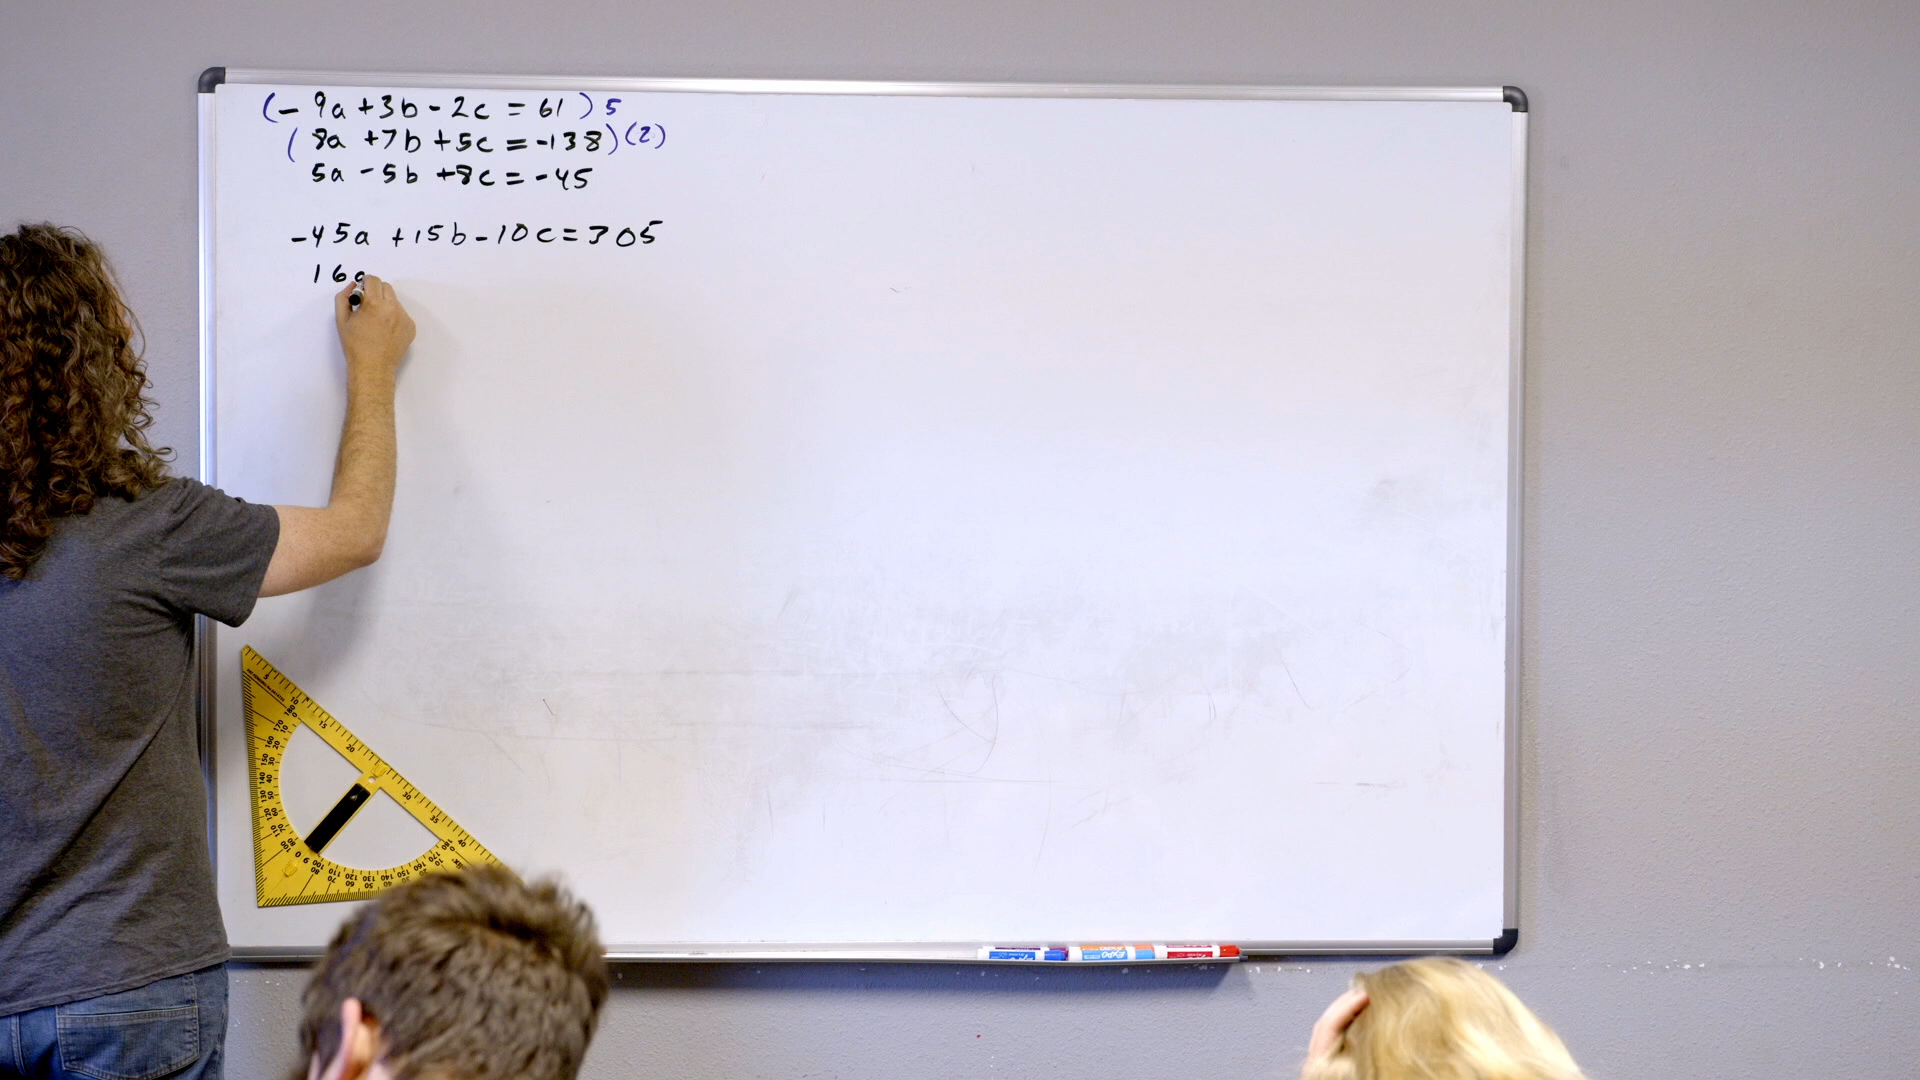 (-9a+3b-2c=61)5
(8a+7b+5c=-138)(2)
5a-5b+8c=-45
-45a+15b-10c=305
16a
EXPO